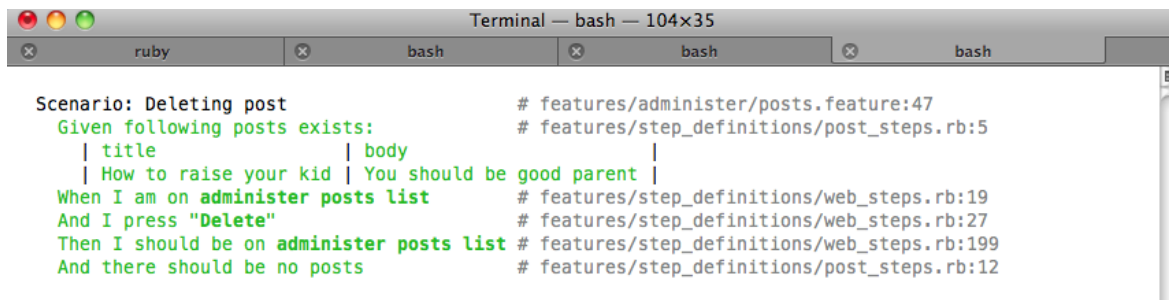 Terminal — bash — 104×35
ruby bash bash bash
Scenario: Deleting post # features/administer/posts.feature:47
Given following posts exists: # features/step_definitions/post_steps.rb:5
| title | body |
| How to raise your kid | You should be good parent |
When I am on administer posts list # features/step_definitions/web_steps.rb:19
And I press "Delete" # features/step_definitions/web_steps.rb:27
Then I should be on administer posts list # features/step_definitions/web_steps.rb:199
And there should be no posts # features/step_definitions/post_steps.rb:12